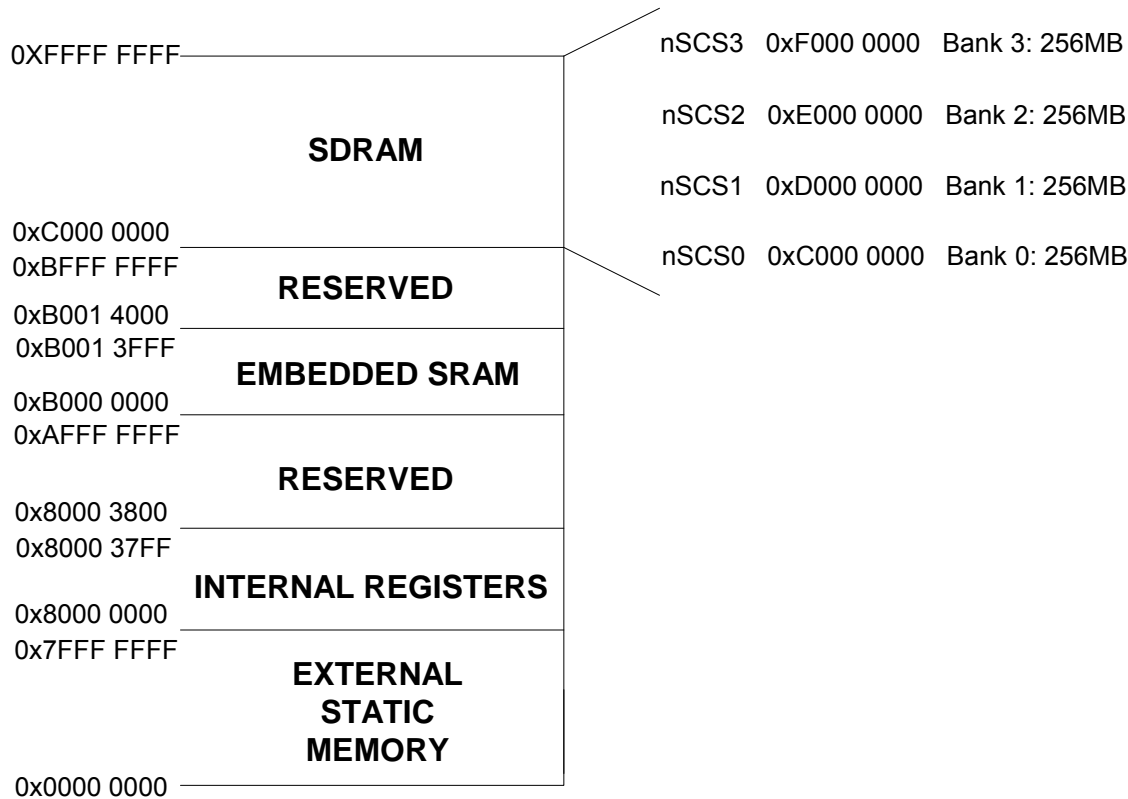 0XFFFF FFFF
SDRAM
0xC000 0000
0xBFFF FFFF
RESERVED
0xB001 4000
0xB001 3FFF
EMBEDDED SRAM
0xB000 0000
0xAFFF FFFF
RESERVED
0x8000 3800
0x8000 37FF
INTERNAL REGISTERS
0x8000 0000
0x7FFF FFFF
EXTERNAL
STATIC
MEMORY
0x0000 0000
nSCS3 0xF000 0000 Bank 3: 256MB
nSCS2 0xE000 0000 Bank 2: 256MB
nSCS1 0xD000 0000 Bank 1: 256MB
nSCS0 0xC000 0000 Bank 0: 256MB